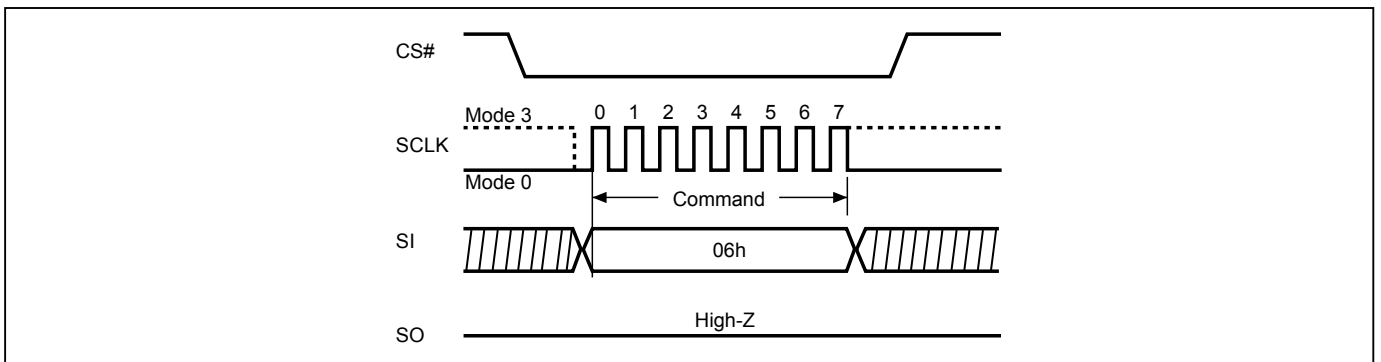 CS#
Mode 3 0 1 2 3 4 5 6 7
SCLK
Mode 0
Command
SI 06h
High-Z
SO